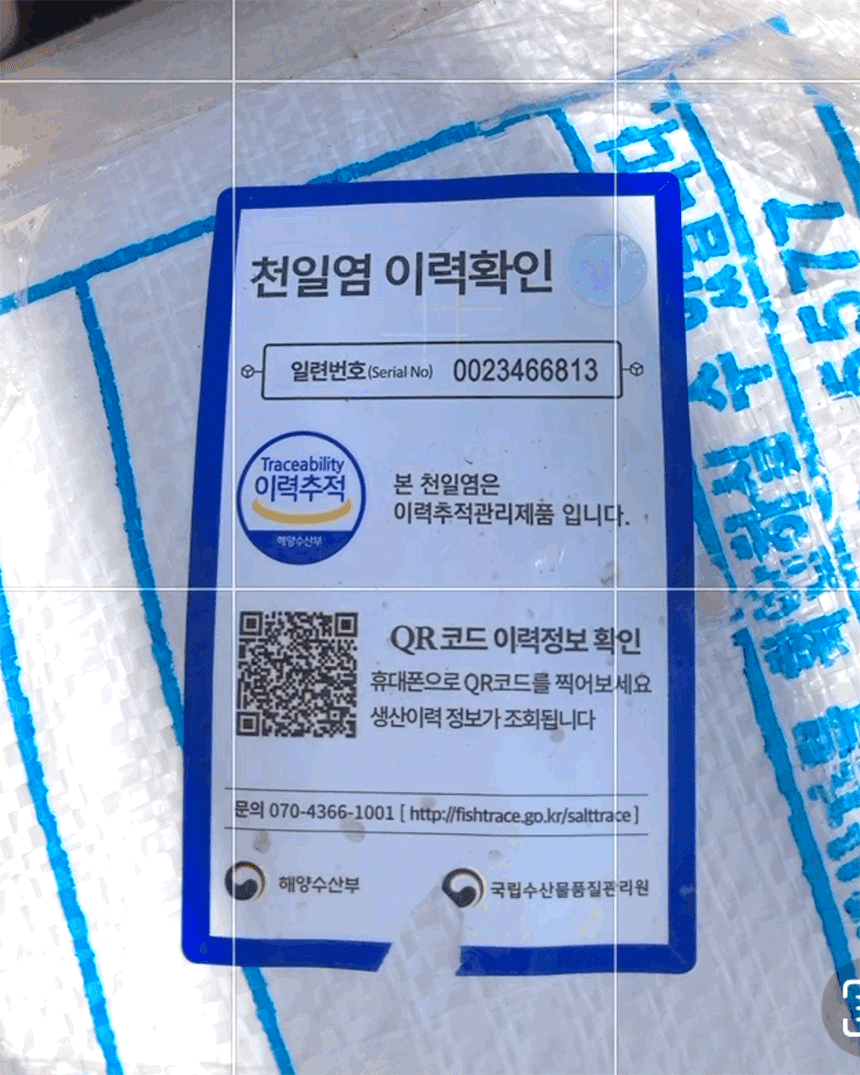 천일염 이력확인
일련번호(Serial No) 0023466813
Traceability
이력추적
해양수산부
본 천일염은
이력추적관리제품 입니다.
QR코드 이력정보 확인
휴대폰으로 QR코드를 찍어보세요
생산이력 정보가 조회됩니다
문의 070-4366-1001 [ http://fishtrace.go.kr/salttrace ]
해양수산부
국립수산물품질관리원